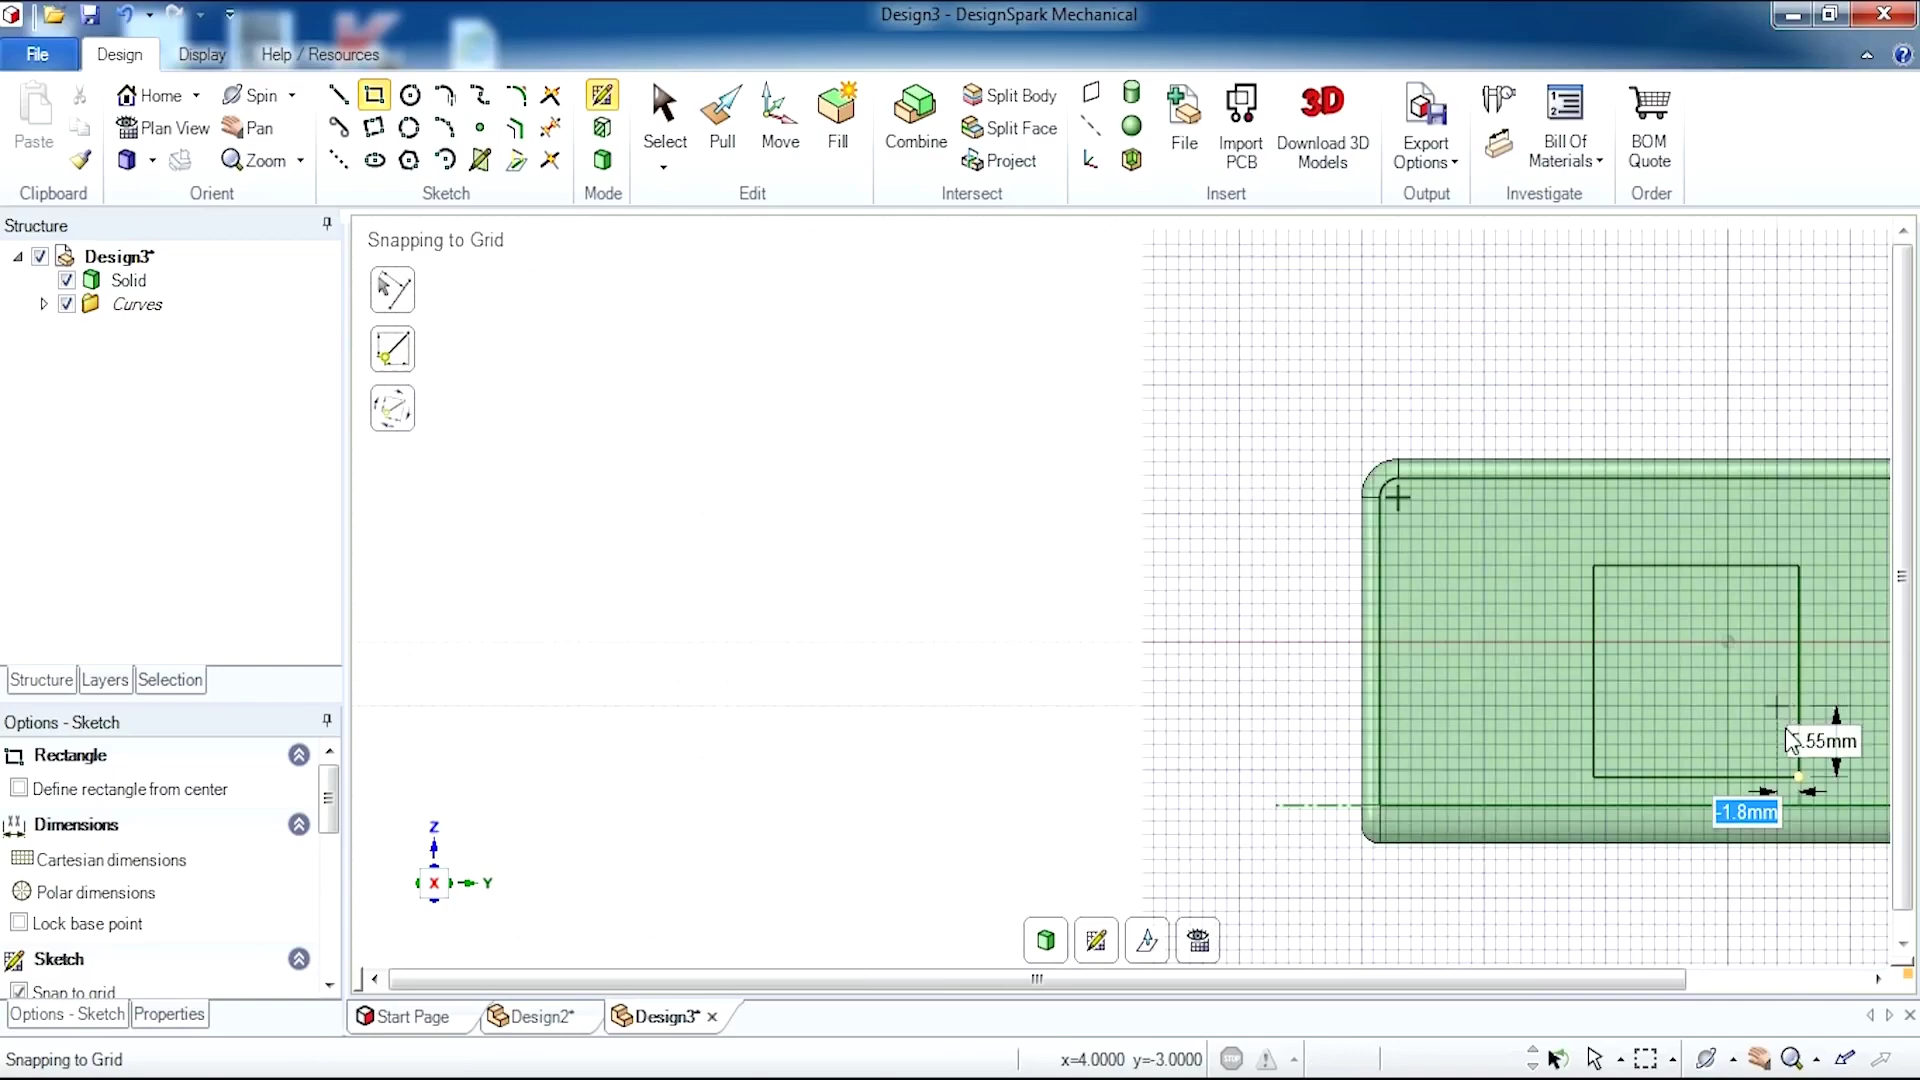 Design3 - DesignSpark Mechanical
File
Design
Display
Help / Resources
Paste
Clipboard
Home
Plan View
Spin
Pan
Zoom
Orient
Sketch
Mode
Select
Pull
Move
Fill
Edit
Combine
Split Body
Split Face
Project
Intersect
File
Import PCB
3D
Download 3D Models
Insert
Export Options
Output
Bill Of Materials
Investigate
BOM Quote
Order
Structure
Design3*
Solid
Curves
Structure
Layers
Selection
Options - Sketch
Rectangle
Define rectangle from center
Dimensions
Cartesian dimensions
Polar dimensions
Lock base point
Sketch
Snap to grid
Options - Sketch
Properties
Snapping to Grid
.55mm
-1.8mm
Z
X
Y
Start Page
Design2*
Design3*
Snapping to Grid
x=4.0000 y=-3.0000